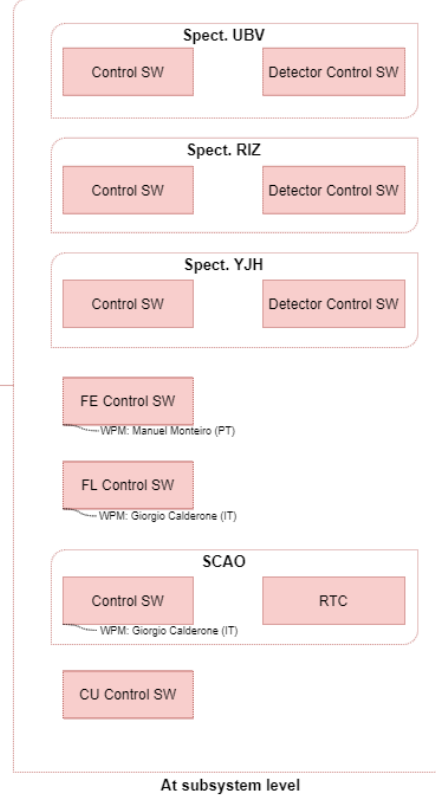 Spect. UBV
Control SW
Detector Control SW
Spect. RIZ
Control SW
Detector Control SW
Spect. YJH
Control SW
Detector Control SW
FE Control SW
WPM: Manuel Monteiro (PT)
FL Control SW
WPM: Giorgio Calderone (IT)
SCAO
Control SW
RTC
WPM: Giorgio Calderone (IT)
CU Control SW
At subsystem level